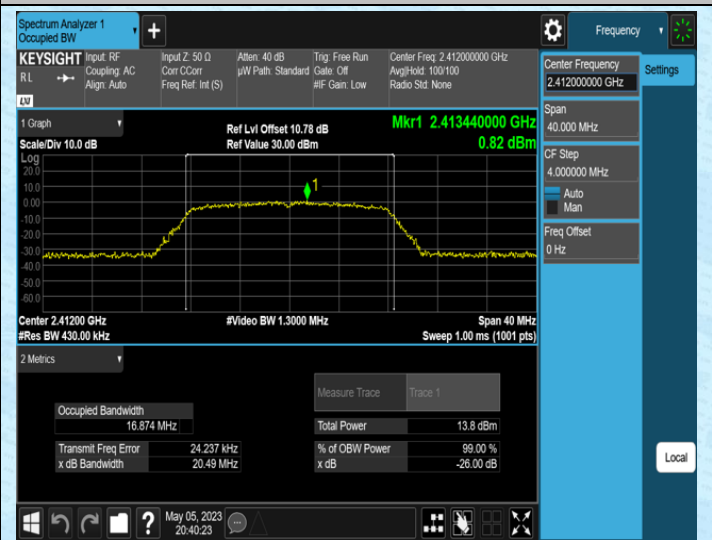 Spectrum Analyzer 1
Occupied BW
Frequency
KEYSIGHT
RL
LXI
Input: RF
Coupling: AC
Align: Auto
Input Z: 50 Ω
Corr CCorr
Freq Ref: Int (S)
Atten: 40 dB
µW Path: Standard
Trig: Free Run
Gate: Off
#IF Gain: Low
Center Freq: 2.412000000 GHz
Avg|Hold: 100/100
Radio Std: None
Center Frequency
2.412000000 GHz
Settings
Span
40.000 MHz
CF Step
4.000000 MHz
Auto
Man
Freq Offset
0 Hz
1 Graph
Scale/Div 10.0 dB
Ref Lvl Offset 10.78 dB
Ref Value 30.00 dBm
Mkr1 2.413440000 GHz
0.82 dBm
Log
20.0
10.0
0.00
-10.0
-20.0
-30.0
-40.0
-50.0
-60.0
1
Center 2.41200 GHz
#Res BW 430.00 kHz
#Video BW 1.3000 MHz
Span 40 MHz
Sweep 1.00 ms (1001 pts)
2 Metrics
Measure Trace
Trace 1
Occupied Bandwidth
16.874 MHz
Total Power
13.8 dBm
Transmit Freq Error
24.237 kHz
% of OBW Power
99.00 %
x dB Bandwidth
20.49 MHz
x dB
-26.00 dB
Local
?
May 05, 2023
20:40:23